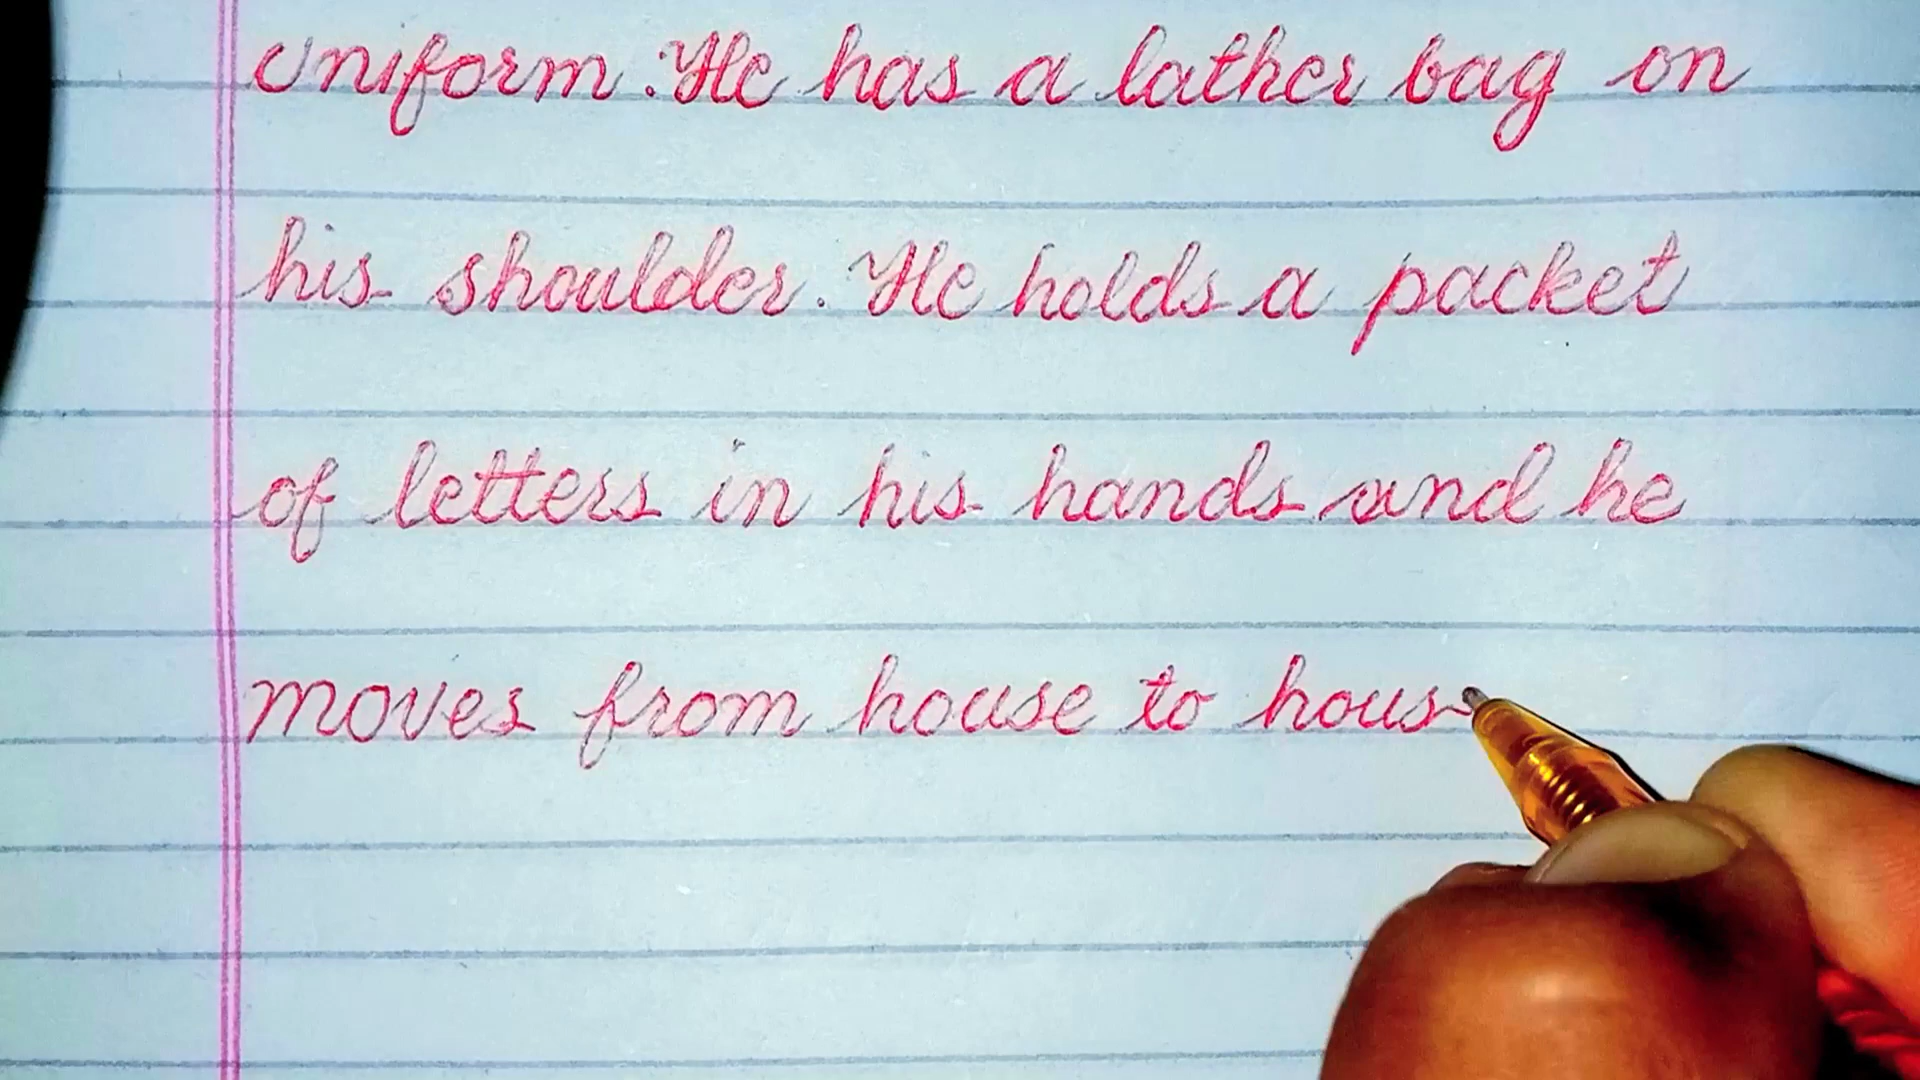 uniform. He has a lather bag on
his shoulder. He holds a packet
of letters in his hands and he
moves from house to hous